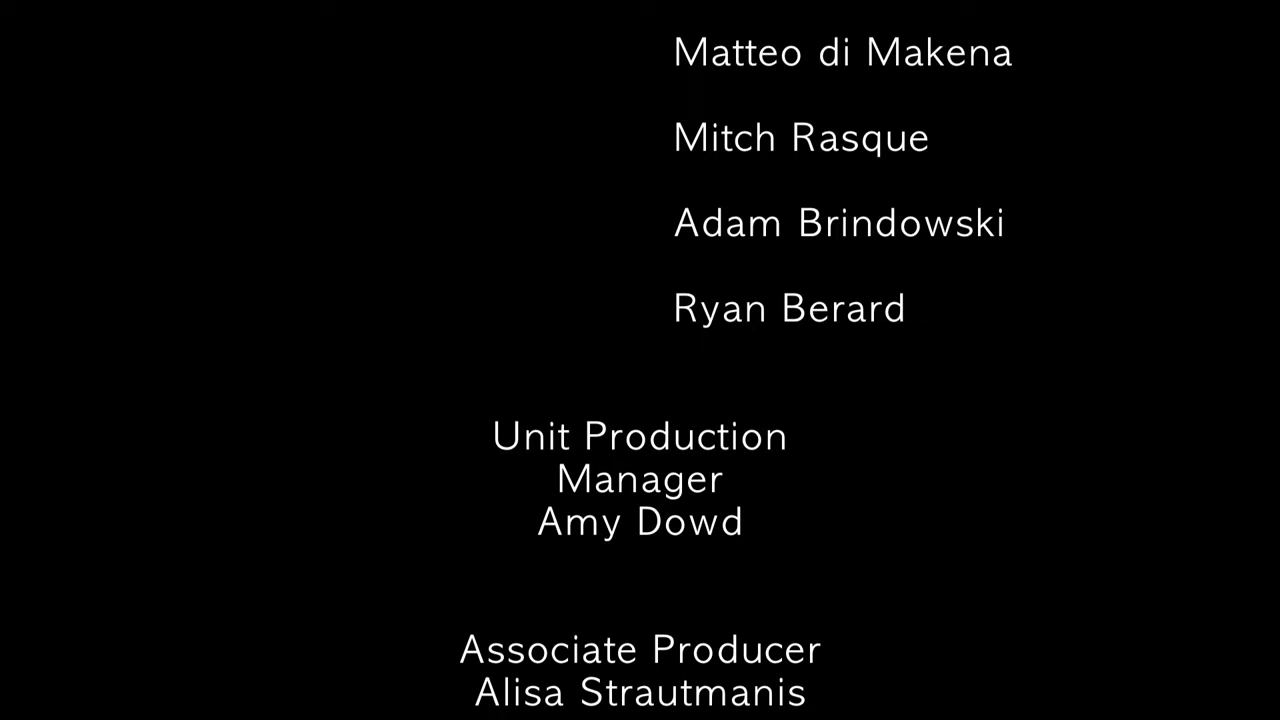 Matteo di Makena
Mitch Rasque
Adam Brindowski
Ryan Berard
Unit Production
Manager
Amy Dowd
Associate Producer
Alisa Strautmanis